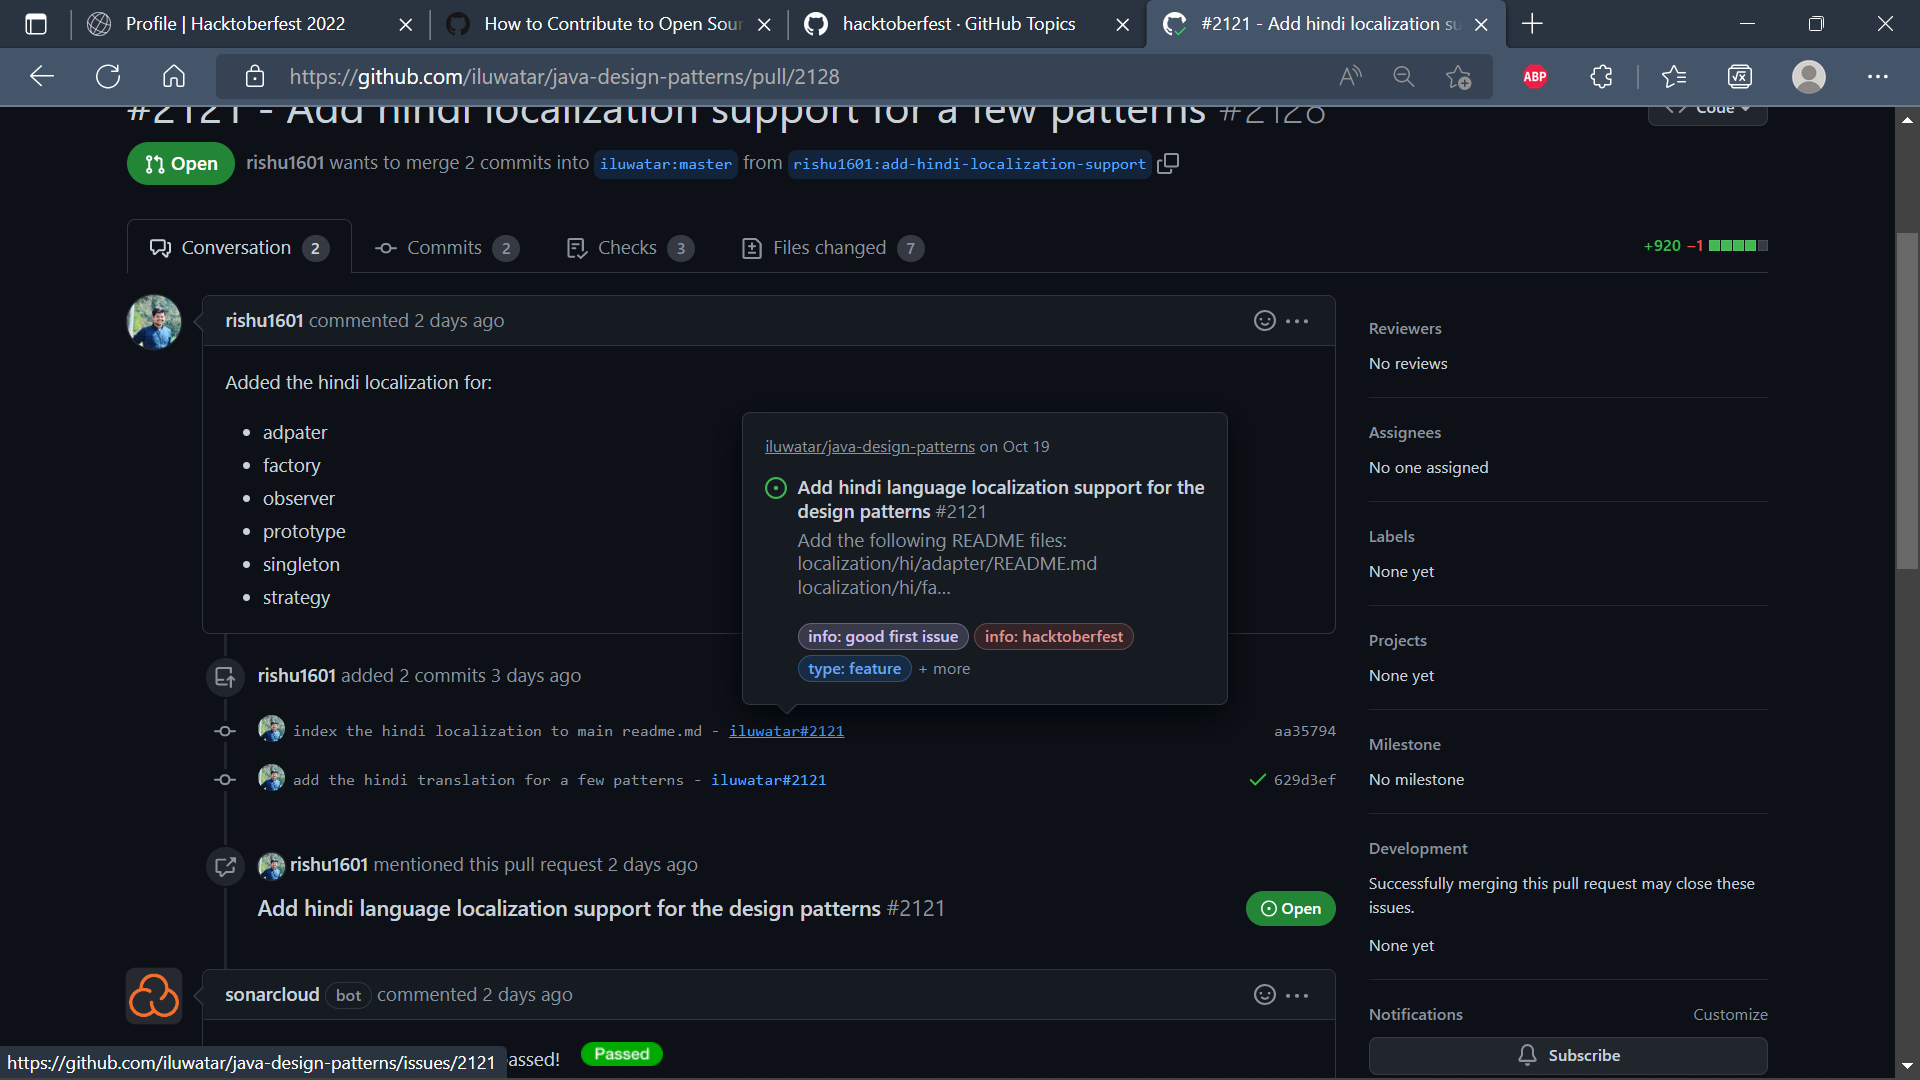 Profile | Hacktoberfest 2022
How to Contribute to Open Sour
hacktoberfest · GitHub Topics
#2121 - Add hindi localization su
https://github.com/iluwatar/java-design-patterns/pull/2128
ABP
#2121 - Add hindi localization support for a few patterns #2128
Code
Open
rishu1601 wants to merge 2 commits into iluwatar:master from rishu1601:add-hindi-localization-support
Conversation 2
Commits 2
Checks 3
Files changed 7
+920 −1
rishu1601 commented 2 days ago
Added the hindi localization for:
adpater
factory
observer
prototype
singleton
strategy
iluwatar/java-design-patterns on Oct 19
Add hindi language localization support for the
design patterns #2121
Add the following README files:
localization/hi/adapter/README.md
localization/hi/fa...
info: good first issue
info: hacktoberfest
type: feature
+ more
rishu1601 added 2 commits 3 days ago
index the hindi localization to main readme.md - iluwatar#2121
aa35794
add the hindi translation for a few patterns - iluwatar#2121
629d3ef
rishu1601 mentioned this pull request 2 days ago
Add hindi language localization support for the design patterns #2121
Open
sonarcloud bot commented 2 days ago
assed!
Passed
Reviewers
No reviews
Assignees
No one assigned
Labels
None yet
Projects
None yet
Milestone
No milestone
Development
Successfully merging this pull request may close these
issues.
None yet
Notifications
Customize
Subscribe
https://github.com/iluwatar/java-design-patterns/issues/2121